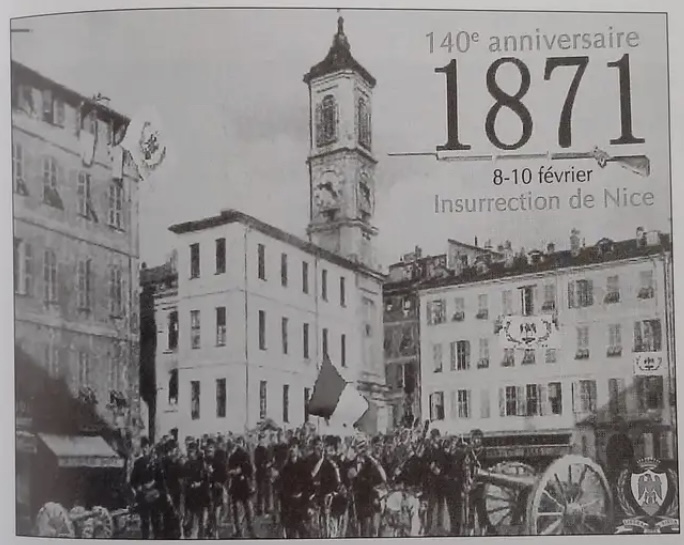 140e anniversaire
1871
8-10 février
Insurrection de Nice